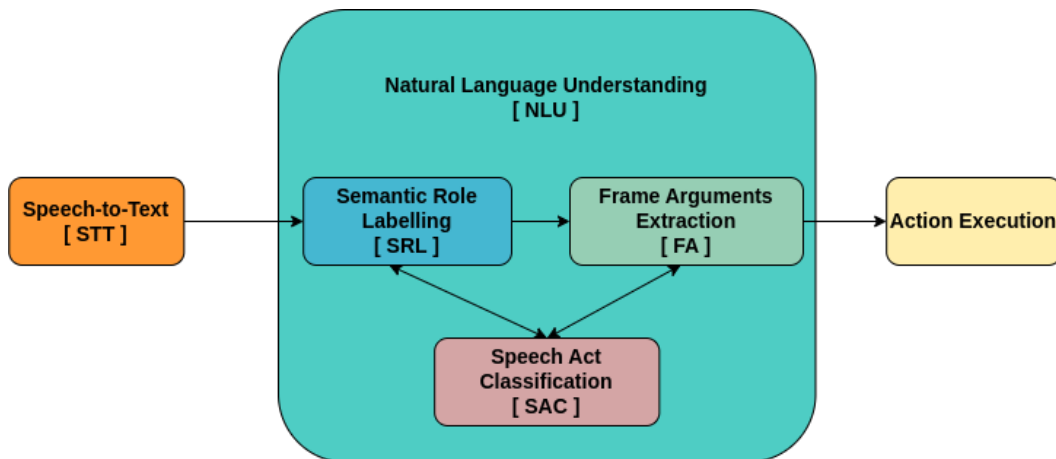 Natural Language Understanding
[ NLU ]
Speech-to-Text
[ STT ]
Semantic Role
Labelling
[ SRL ]
Frame Arguments
Extraction
[ FA ]
Action Execution
Speech Act
Classification
[ SAC ]